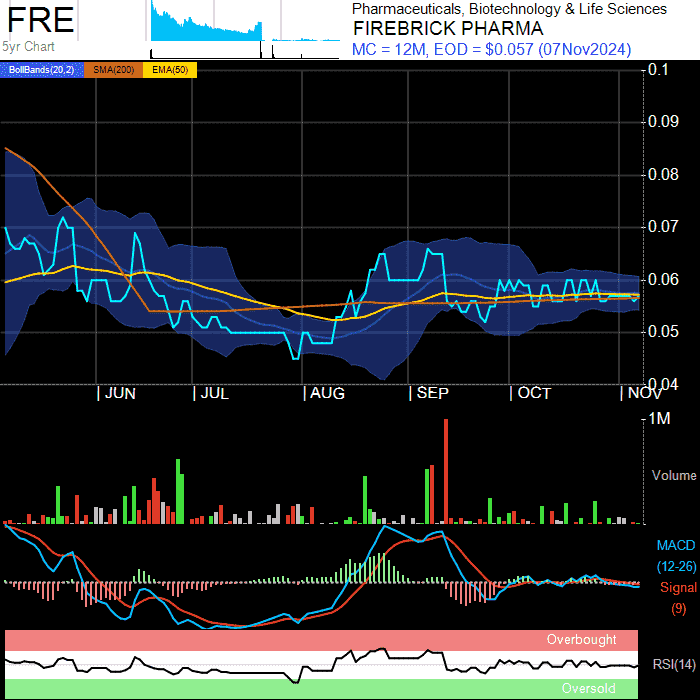 FRE
5yr Chart
Pharmaceuticals, Biotechnology & Life Sciences
FIREBRICK PHARMA
MC = 12M, EOD = $0.057 (07Nov2024)
BollBands(20,2) SMA(200) EMA(50)
0.1
0.09
0.08
0.07
0.06
0.05
0.04
JUN JUL AUG SEP OCT NOV
1M
Volume
MACD
(12-26)
Signal
(9)
Overbought
RSI(14)
Oversold